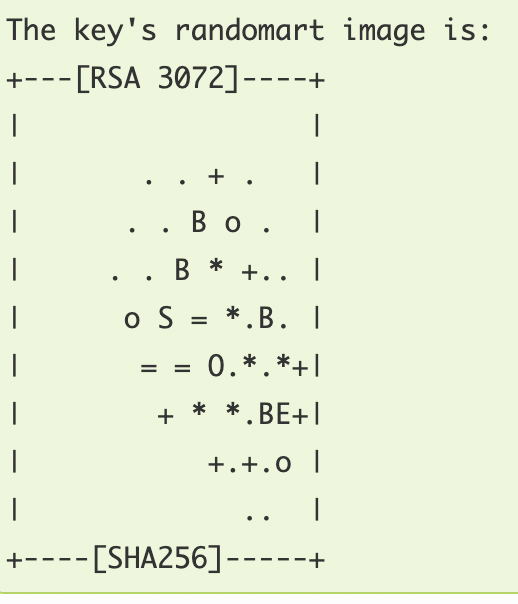 The key's randomart image is:
+---[RSA 3072]----+
|                 |
|       . . + .   |
|      . . B o .  |
|     . . B * +.. |
|      o S = *.B. |
|       = = O.*.*+|
|        + * *.BE+|
|           +.+.o |
|             ..  |
+----[SHA256]-----+